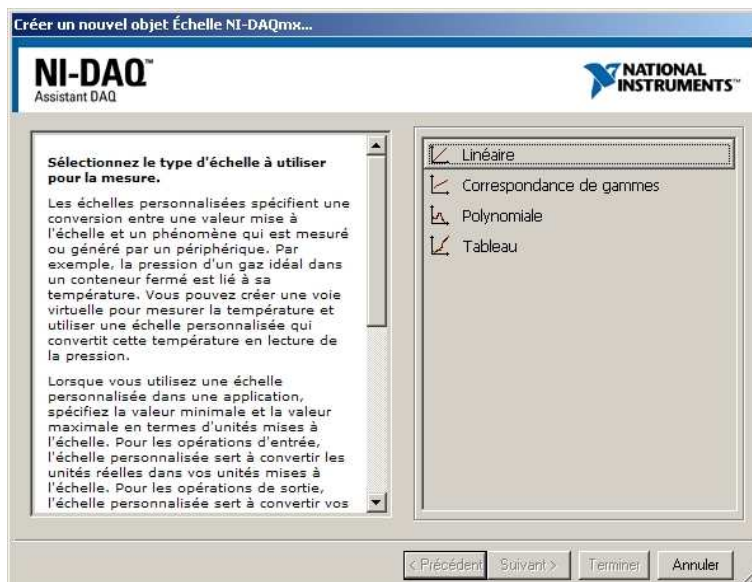 Créer un nouvel objet Échelle NI-DAQmx...
NI-DAQ™
Assistant DAQ
NATIONAL
INSTRUMENTS™
Sélectionnez le type d'échelle à utiliser
pour la mesure.
Les échelles personnalisées spécifient une
conversion entre une valeur mise à
l'échelle et un phénomène qui est mesuré
ou généré par un périphérique. Par
exemple, la pression d'un gaz idéal dans
un conteneur fermé est lié à sa
température. Vous pouvez créer une voie
virtuelle pour mesurer la température et
utiliser une échelle personnalisée qui
convertit cette température en lecture de
la pression.
Lorsque vous utilisez une échelle
personnalisée dans une application,
spécifiez la valeur minimale et la valeur
maximale en termes d'unités mises à
l'échelle. Pour les opérations d'entrée,
l'échelle personnalisée sert à convertir les
unités réelles dans vos unités mises à
l'échelle. Pour les opérations de sortie,
l'échelle personnalisée sert à convertir vos
Linéaire
Correspondance de gammes
Polynomiale
Tableau
< Précédent
Suivant >
Terminer
Annuler